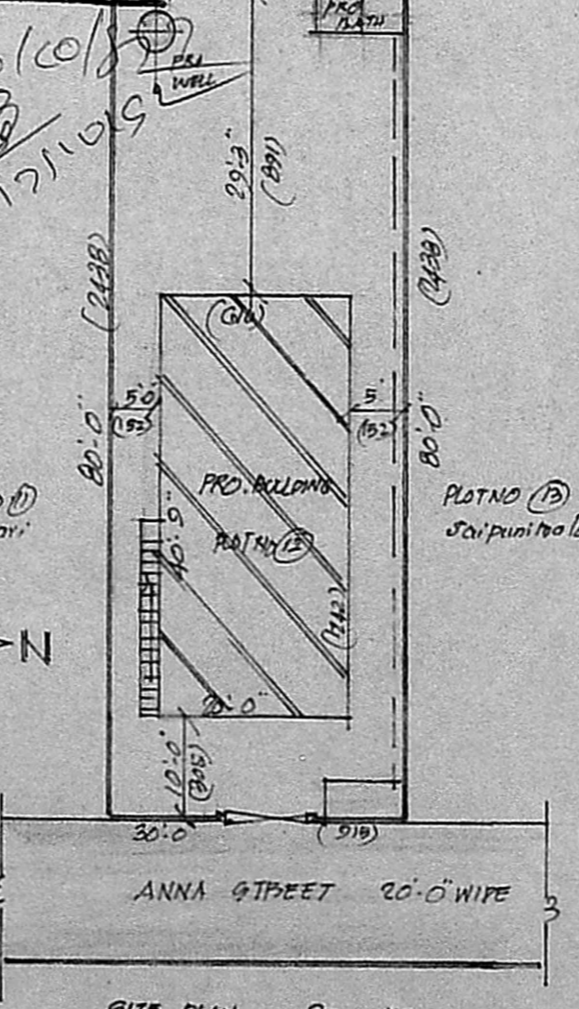 PRO
BATH
PRO
WELL
29'-3"
(891)
(2438)
(2438)
(610)
5'0"
(152)
5'
(152)
80'-0"
80'-0"
PRO. BUILDING
PLOT NO (13)
40'-9"
PLOT NO (12)
N
(1242)
20'-0"
10'-0"
(305)
30'-0
(915)
ANNA STREET 20'-0" WIDE